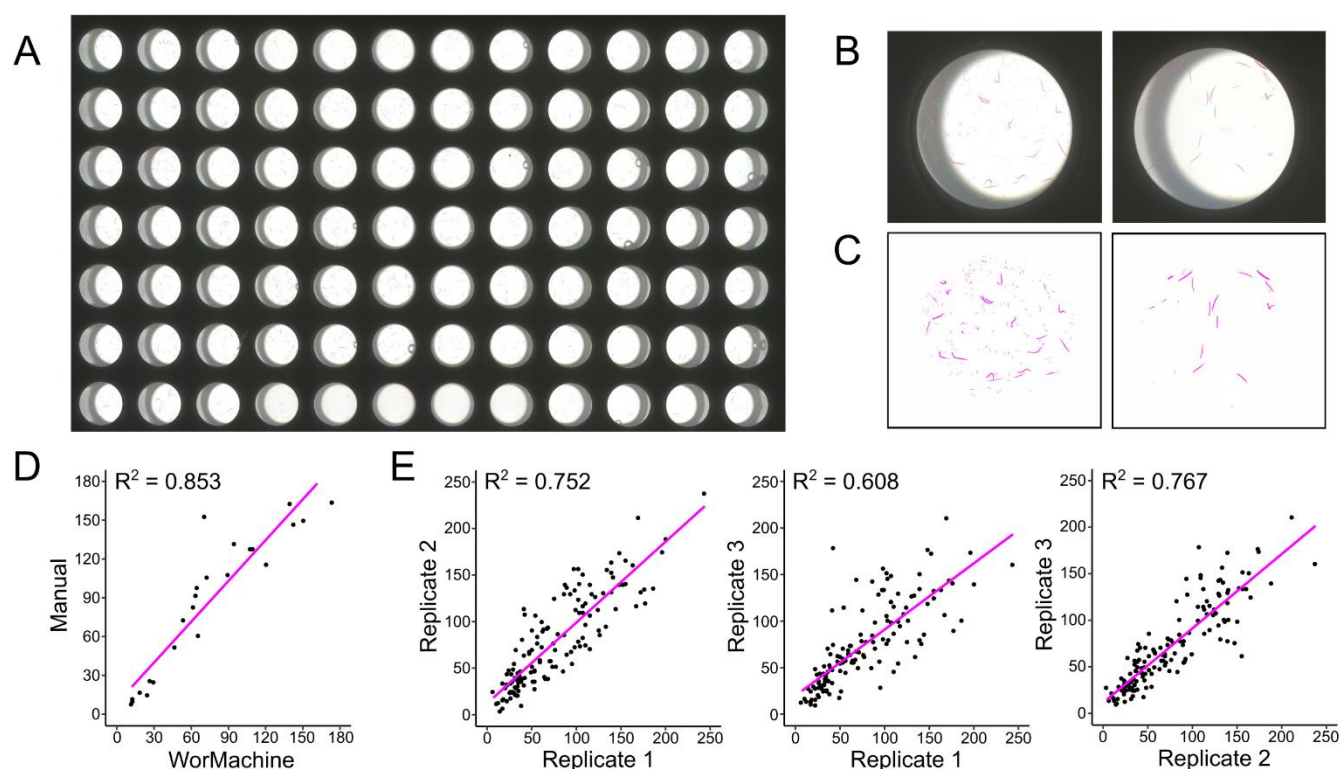 A
B
C
D
R² = 0.853
180
150
120
90
60
30
0
Manual
0 30 60 90 120 150 180
WorMachine
E
R² = 0.752
250
200
150
100
50
0
Replicate 2
0 50 100 150 200 250
Replicate 1
R² = 0.608
250
200
150
100
50
0
Replicate 3
0 50 100 150 200 250
Replicate 1
R² = 0.767
250
200
150
100
50
0
Replicate 3
0 50 100 150 200 250
Replicate 2